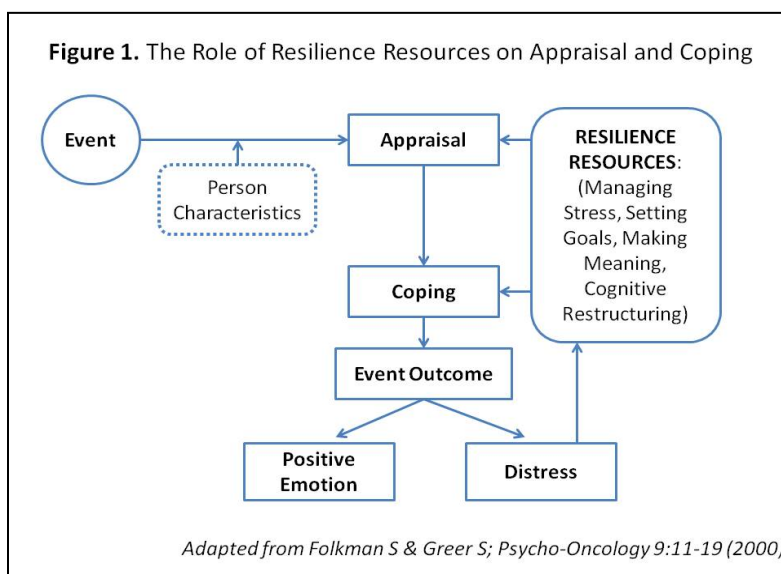 Figure 1. The Role of Resilience Resources on Appraisal and Coping
Event
Appraisal
Person
Characteristics
RESILIENCE
RESOURCES:
(Managing
Stress, Setting
Goals, Making
Meaning,
Cognitive
Restructuring)
Coping
Event Outcome
Positive
Emotion
Distress
Adapted from Folkman S & Greer S; Psycho-Oncology 9:11-19 (2000)